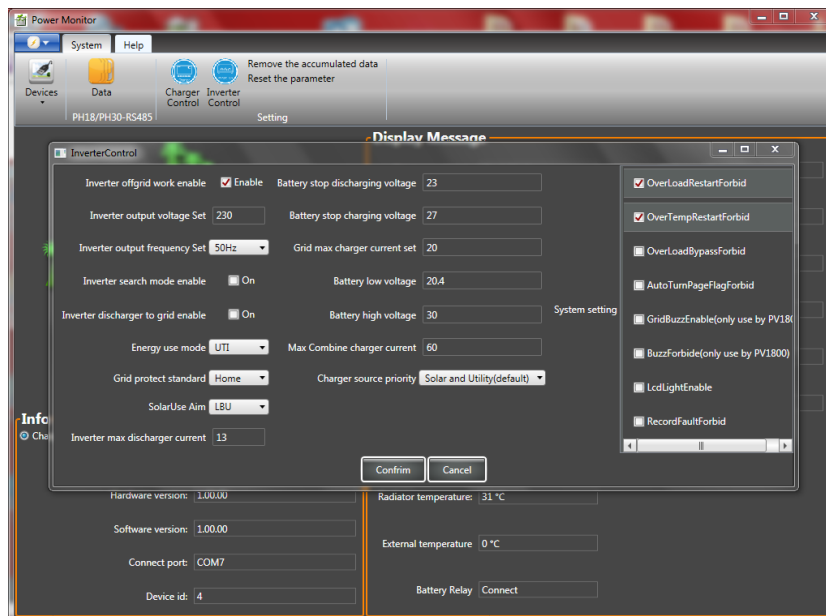 Power Monitor
System Help
Remove the accumulated data
Reset the parameter
Devices Data Charger Control Inverter Control
PH18/PH30-RS485 Setting
Display Message
InverterControl
Inverter offgrid work enable Enable Battery stop discharging voltage 23 OverLoadRestartForbid
Inverter output voltage Set 230 Battery stop charging voltage 27 OverTempRestartForbid
Inverter output frequency Set 50Hz Grid max charger current set 20 OverLoadBypassForbid
Inverter search mode enable On Battery low voltage 20.4 AutoTurnPageFlagForbid
Inverter discharger to grid enable On Battery high voltage 30 System setting GridBuzzEnable(only use by PV180
Energy use mode UTI Max Combine charger current 60 BuzzForbide(only use by PV1800)
Grid protect standard Home Charger source priority Solar and Utility(default) LcdLightEnable
SolarUse Aim LBU RecordFaultForbid
Inverter max discharger current 13
Info
Cha
Confrim Cancel
Hardware version: 1.00.00 Radiator temperature: 31 °C
Software version: 1.00.00
External temperature 0 °C
Connect port: COM7
Battery Relay Connect
Device id: 4